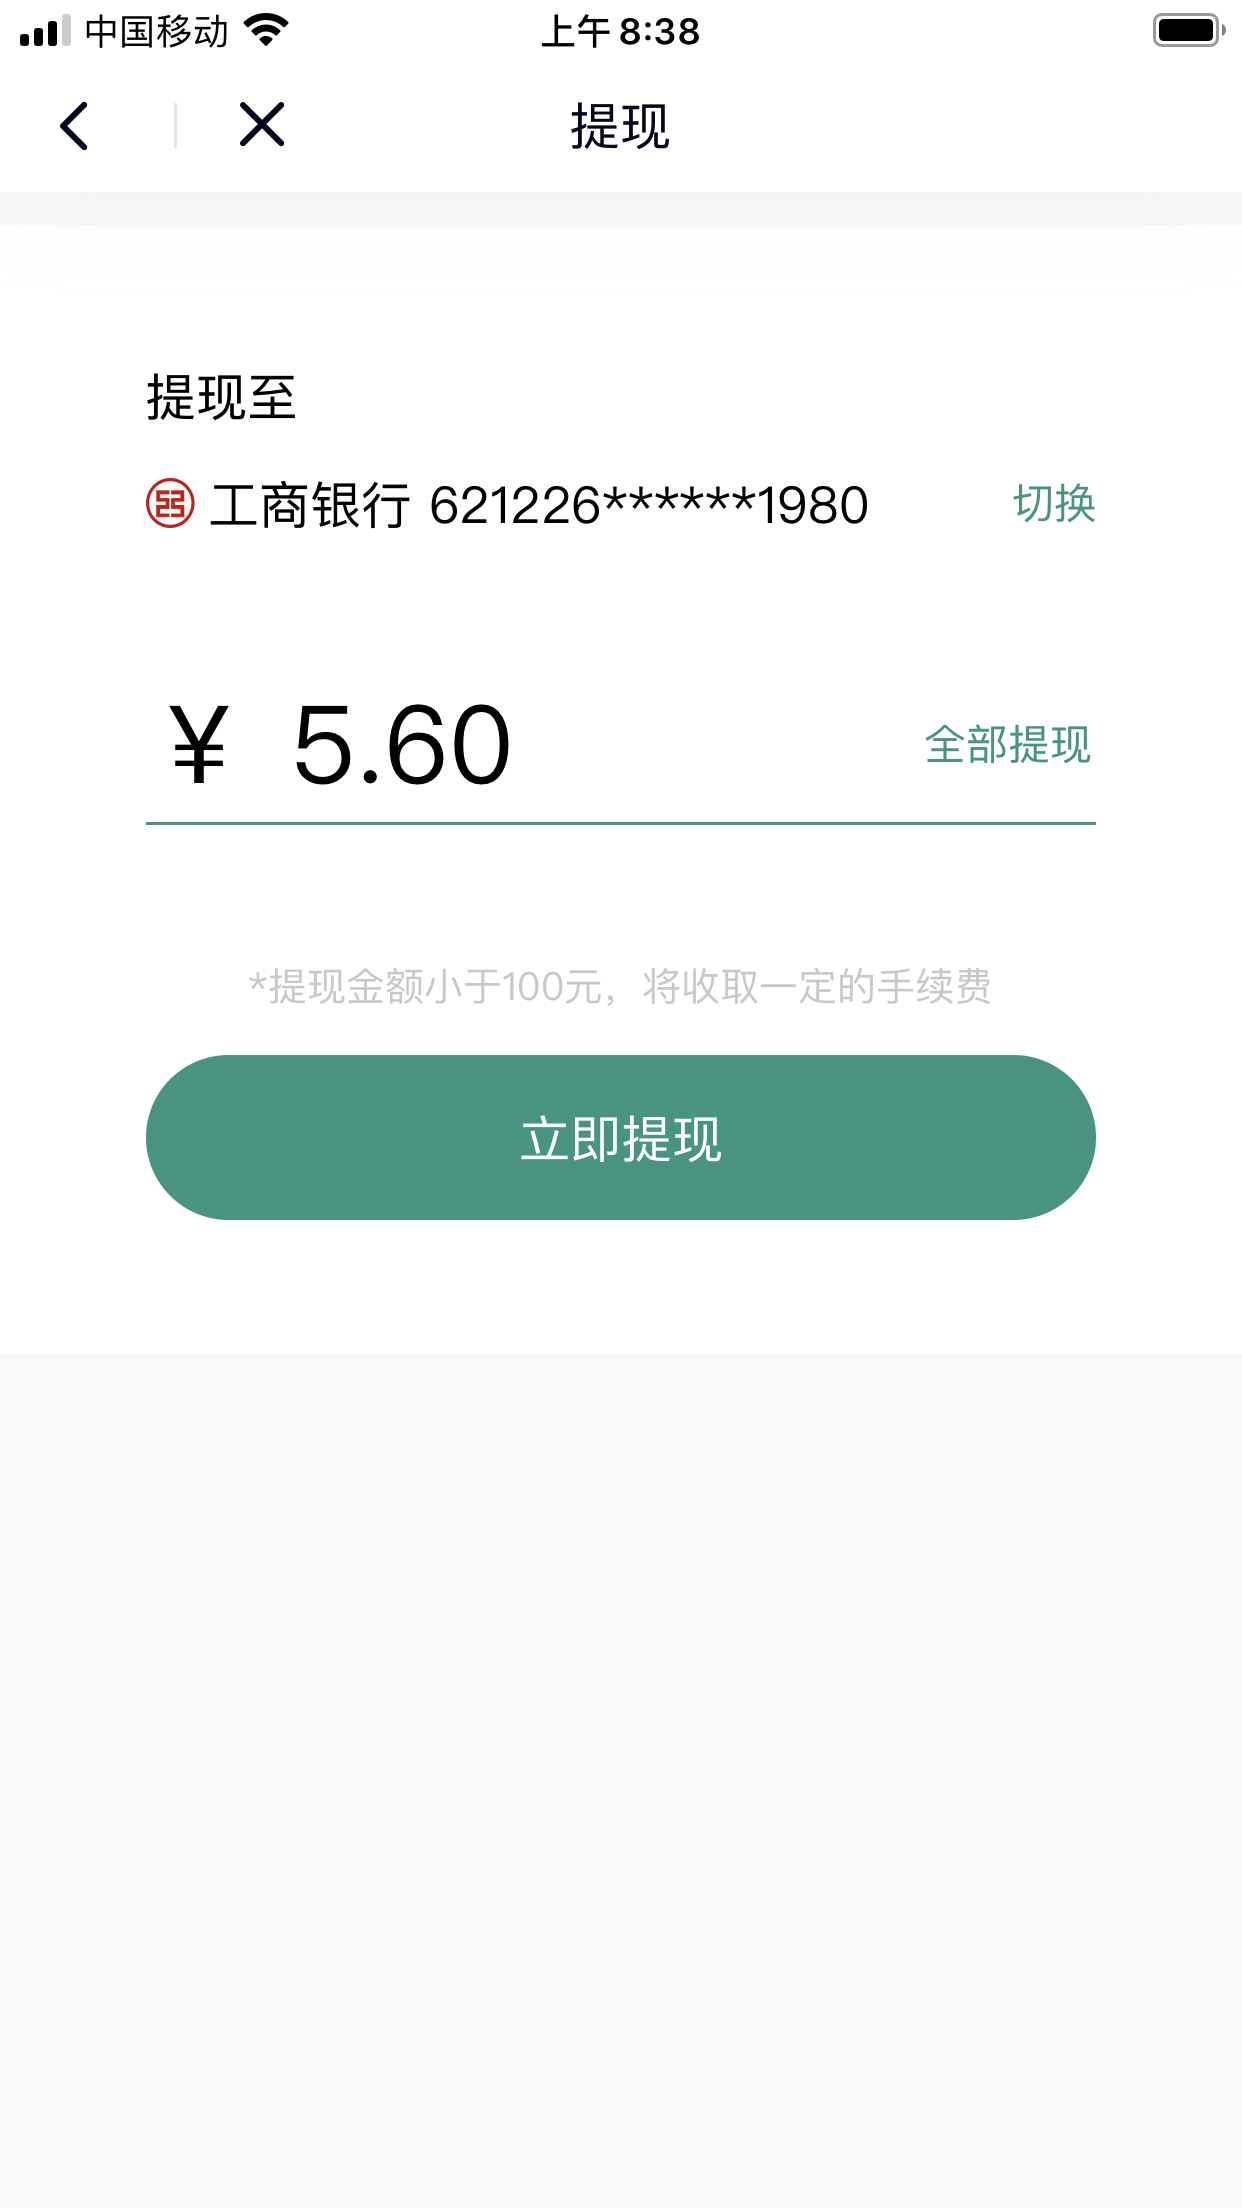 中国移动 上午8:38
提现
提现至
工商银行 621226******1980 切换
¥ 5.60 全部提现
*提现金额小于100元，将收取一定的手续费
立即提现